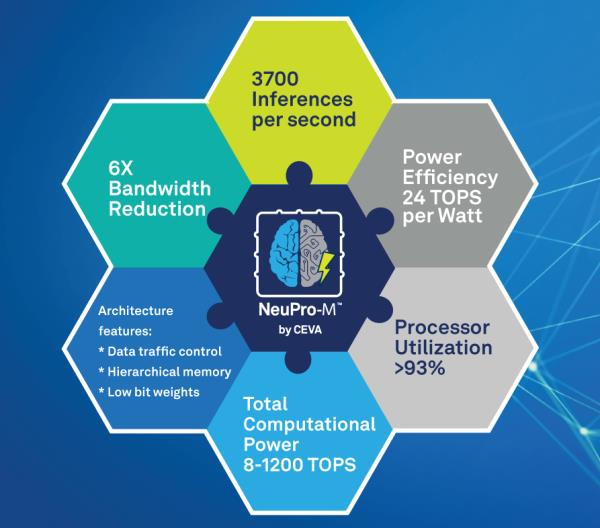 3700
Inferences
per second
6X
Bandwidth
Reduction
Power
Efficiency
24 TOPS
per Watt
NeuPro-M™
by CEVA
Architecture
features:
* Data traffic control
* Hierarchical memory
* Low bit weights
Processor
Utilization
>93%
Total
Computational
Power
8-1200 TOPS